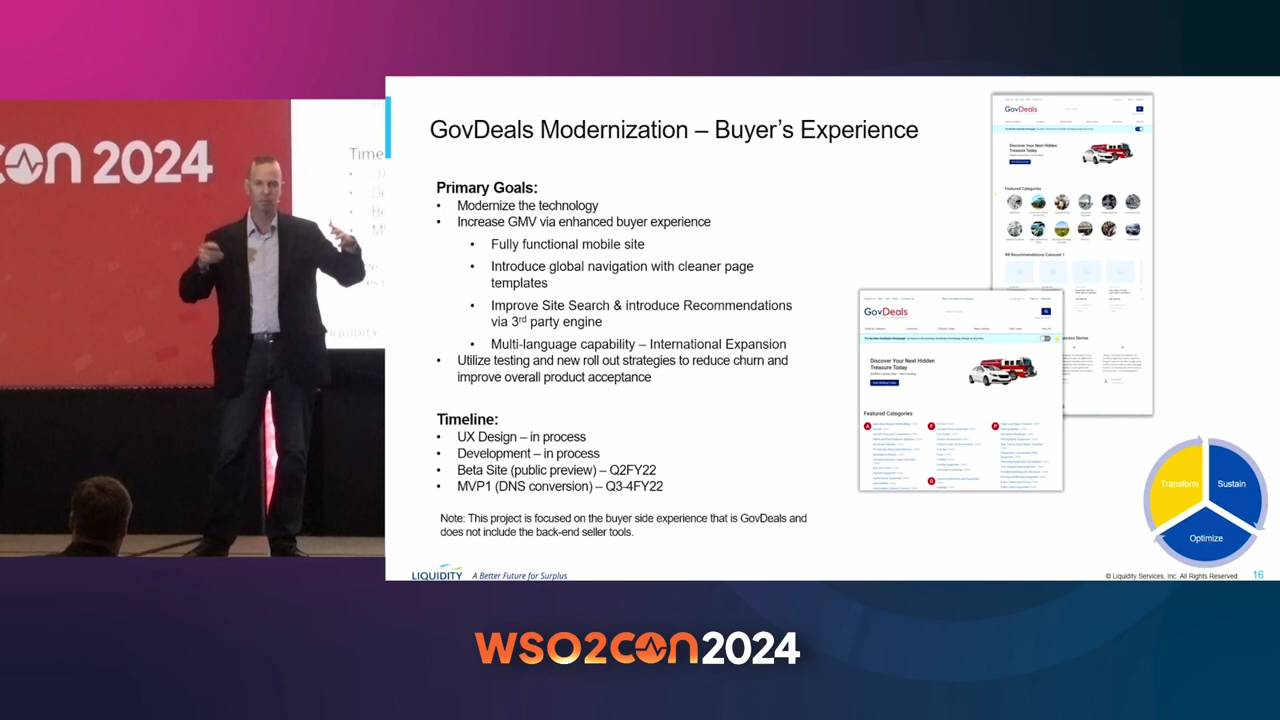 CON 2024
Time
GovDeals Modernization – Buyer's Experience
Primary Goals:
• Modernize the technology
• Increase GMV via enhanced buyer experience
• Fully functional mobile site
• Introduce global navigation with cleaner page
templates
• Improve Site Search & introduce recommendations
via 3rd party engine
• Multi-language capability – International Expansion
• Utilize testing and new roll out strategies to reduce churn and
improve overall product acceptance
Timeline:
• UX Design – In process
• Development – In process
• Beta Site (public preview) – Q2FY22
• MVP1 (DNS conversion) – Q3-4FY22
Note: This project is focused on the buyer side experience that is GovDeals and
does not include the back-end seller tools.
GovDeals
Discover Your Next Hidden
Treasure Today
Featured Categories
RR Recommendations Carousel 1
GovDeals
Discover Your Next Hidden
Treasure Today
Featured Categories
Transform
Sustain
Optimize
LIQUIDITY
A Better Future for Surplus
© Liquidity Services, Inc. All Rights Reserved.
16
WSO2CON2024